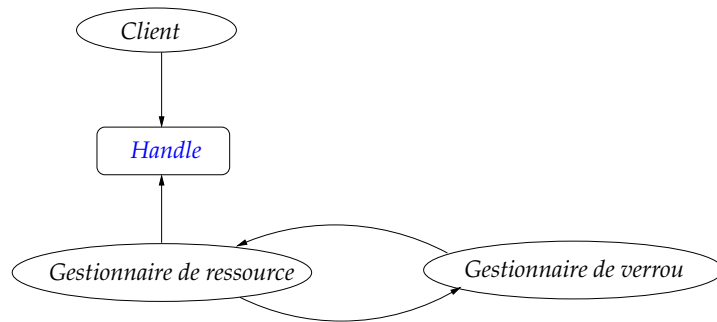 Client
Handle
Gestionnaire de ressource
Gestionnaire de verrou